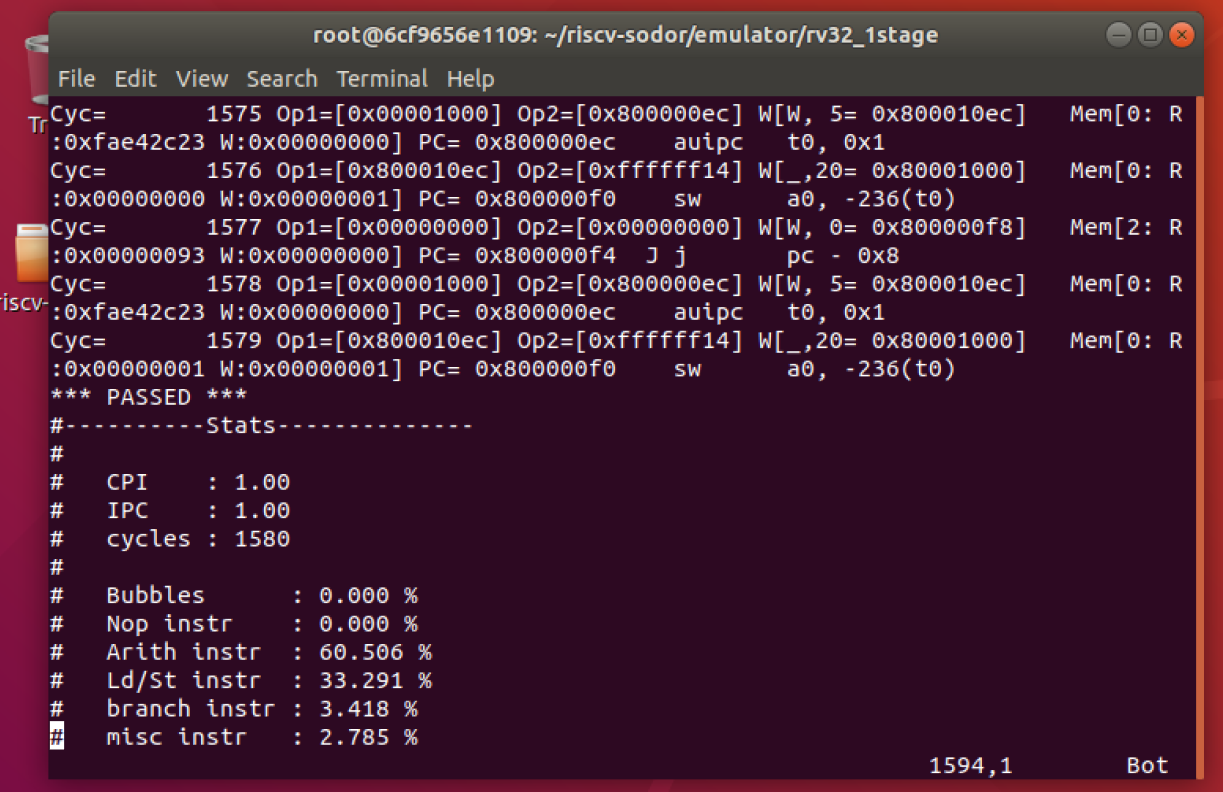 root@6cf9656e1109: ~/riscv-sodor/emulator/rv32_1stage
File Edit View Search Terminal Help
Cyc=       1575 Op1=[0x00001000] Op2=[0x800000ec] W[W, 5= 0x800010ec]   Mem[0: R
:0xfae42c23 W:0x00000000] PC= 0x800000ec    auipc   t0, 0x1
Cyc=       1576 Op1=[0x800010ec] Op2=[0xffffff14] W[_,20= 0x80001000]   Mem[0: R
:0x00000000 W:0x00000001] PC= 0x800000f0    sw      a0, -236(t0)
Cyc=       1577 Op1=[0x00000000] Op2=[0x00000000] W[W, 0= 0x800000f8]   Mem[2: R
:0x00000093 W:0x00000000] PC= 0x800000f4  J j       pc - 0x8
Cyc=       1578 Op1=[0x00001000] Op2=[0x800000ec] W[W, 5= 0x800010ec]   Mem[0: R
:0xfae42c23 W:0x00000000] PC= 0x800000ec    auipc   t0, 0x1
Cyc=       1579 Op1=[0x800010ec] Op2=[0xffffff14] W[_,20= 0x80001000]   Mem[0: R
:0x00000001 W:0x00000001] PC= 0x800000f0    sw      a0, -236(t0)
*** PASSED ***
#----------Stats--------------
#
#   CPI    : 1.00
#   IPC    : 1.00
#   cycles : 1580
#
#   Bubbles      : 0.000 %
#   Nop instr    : 0.000 %
#   Arith instr  : 60.506 %
#   Ld/St instr  : 33.291 %
#   branch instr : 3.418 %
#   misc instr   : 2.785 %
1594,1        Bot
Tr
riscv-